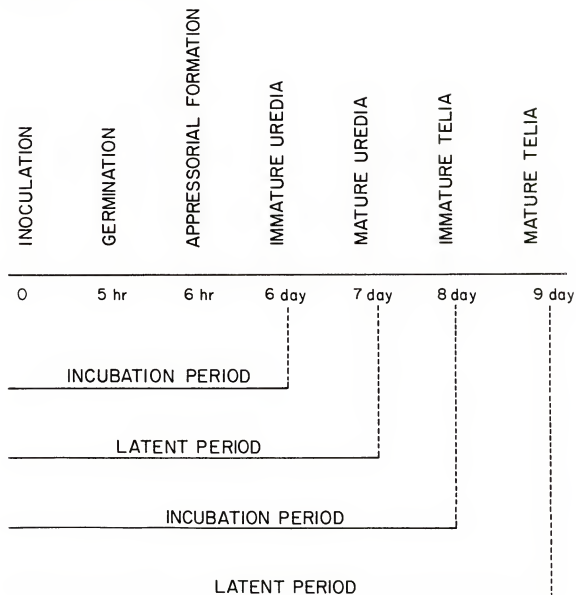 INOCULATION
GERMINATION
APPRESSORIAL FORMATION
IMMATURE UREDIA
MATURE UREDIA
IMMATURE TELIA
MATURE TELIA
0 5 hr 6 hr 6 day 7 day 8 day 9 day
INCUBATION PERIOD
LATENT PERIOD
INCUBATION PERIOD
LATENT PERIOD